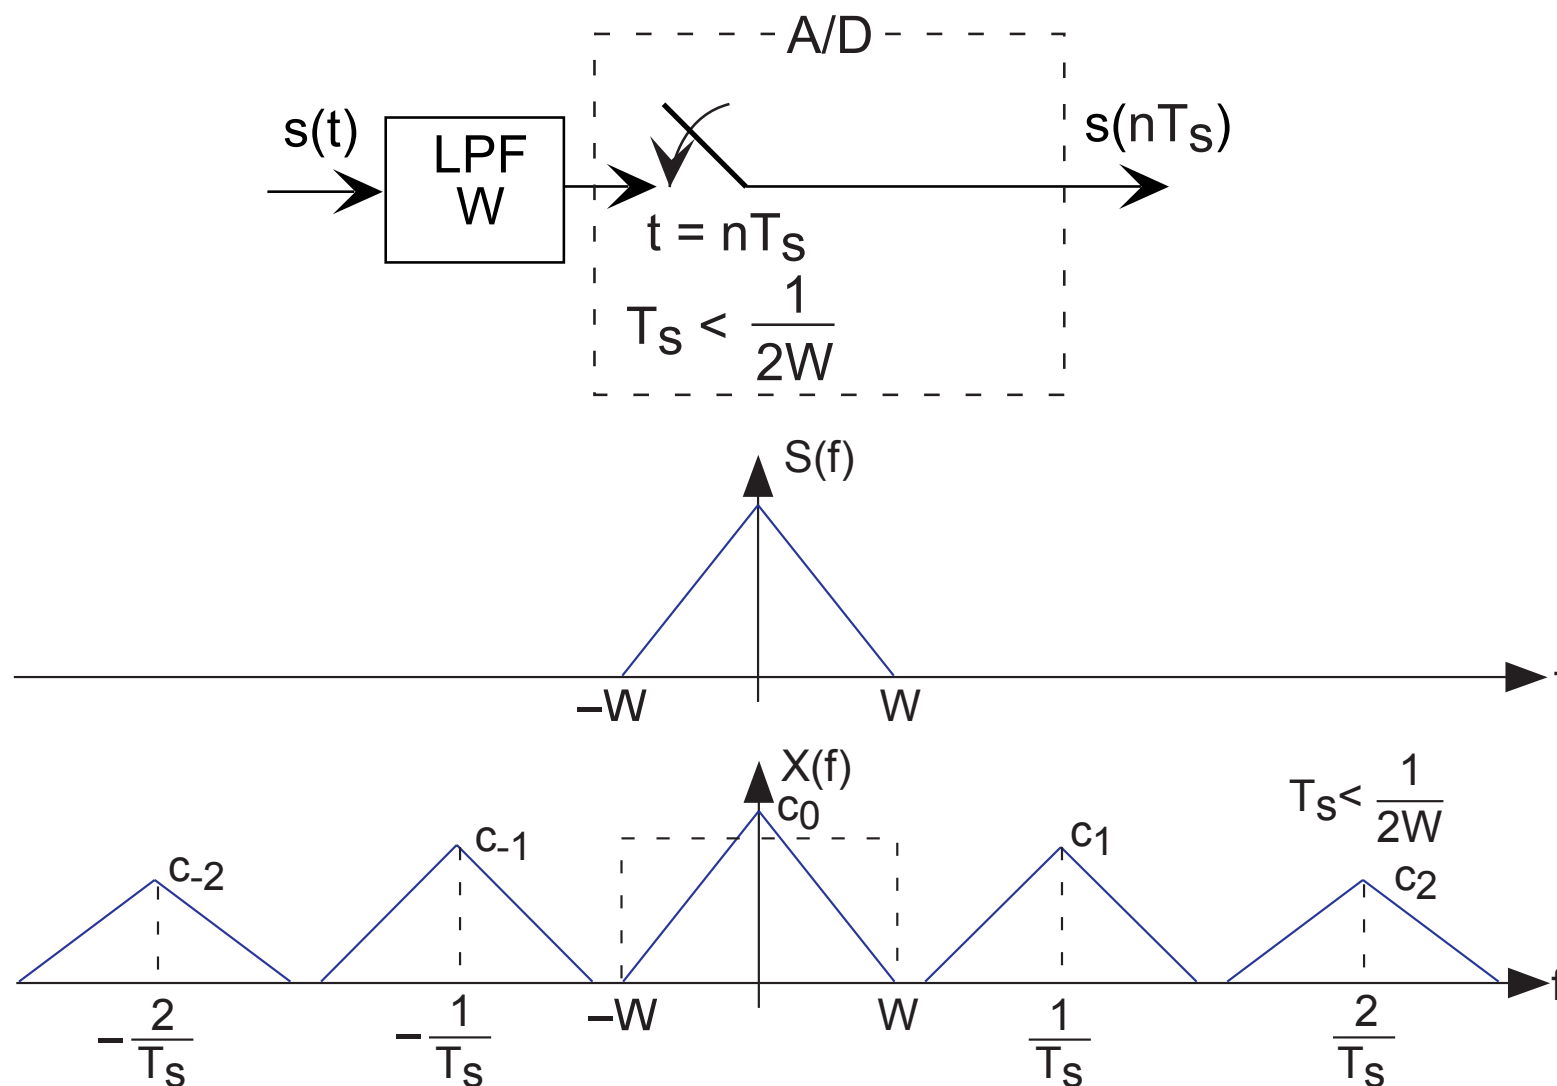 A/D
s(t)
LPF
W
s(nTs)
t = nTs
Ts < 1/2W
S(f)
–W W
X(f)
c0
Ts< 1/2W
c-2 c-1 c1 c2
–2/Ts –1/Ts –W W 1/Ts 2/Ts
f